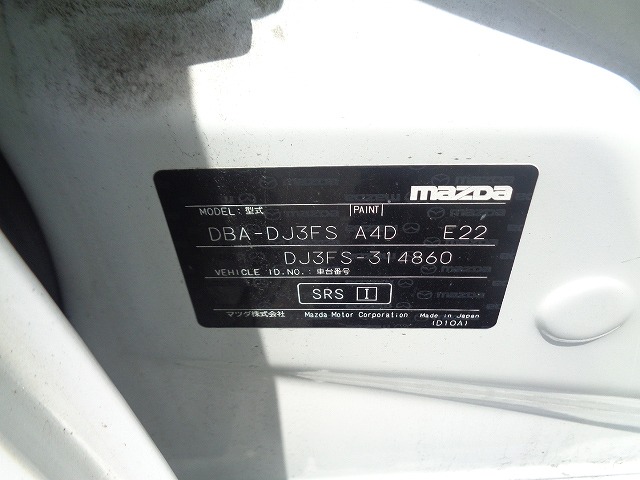 mazda
MODEL: 型式 PAINT
DBA-DJ3FS A4D E22
DJ3FS-314860
VEHICLE ID.NO.: 車台番号
SRS I
マツダ株式会社 Mazda Motor Corporation Made in Japan
(D10A)